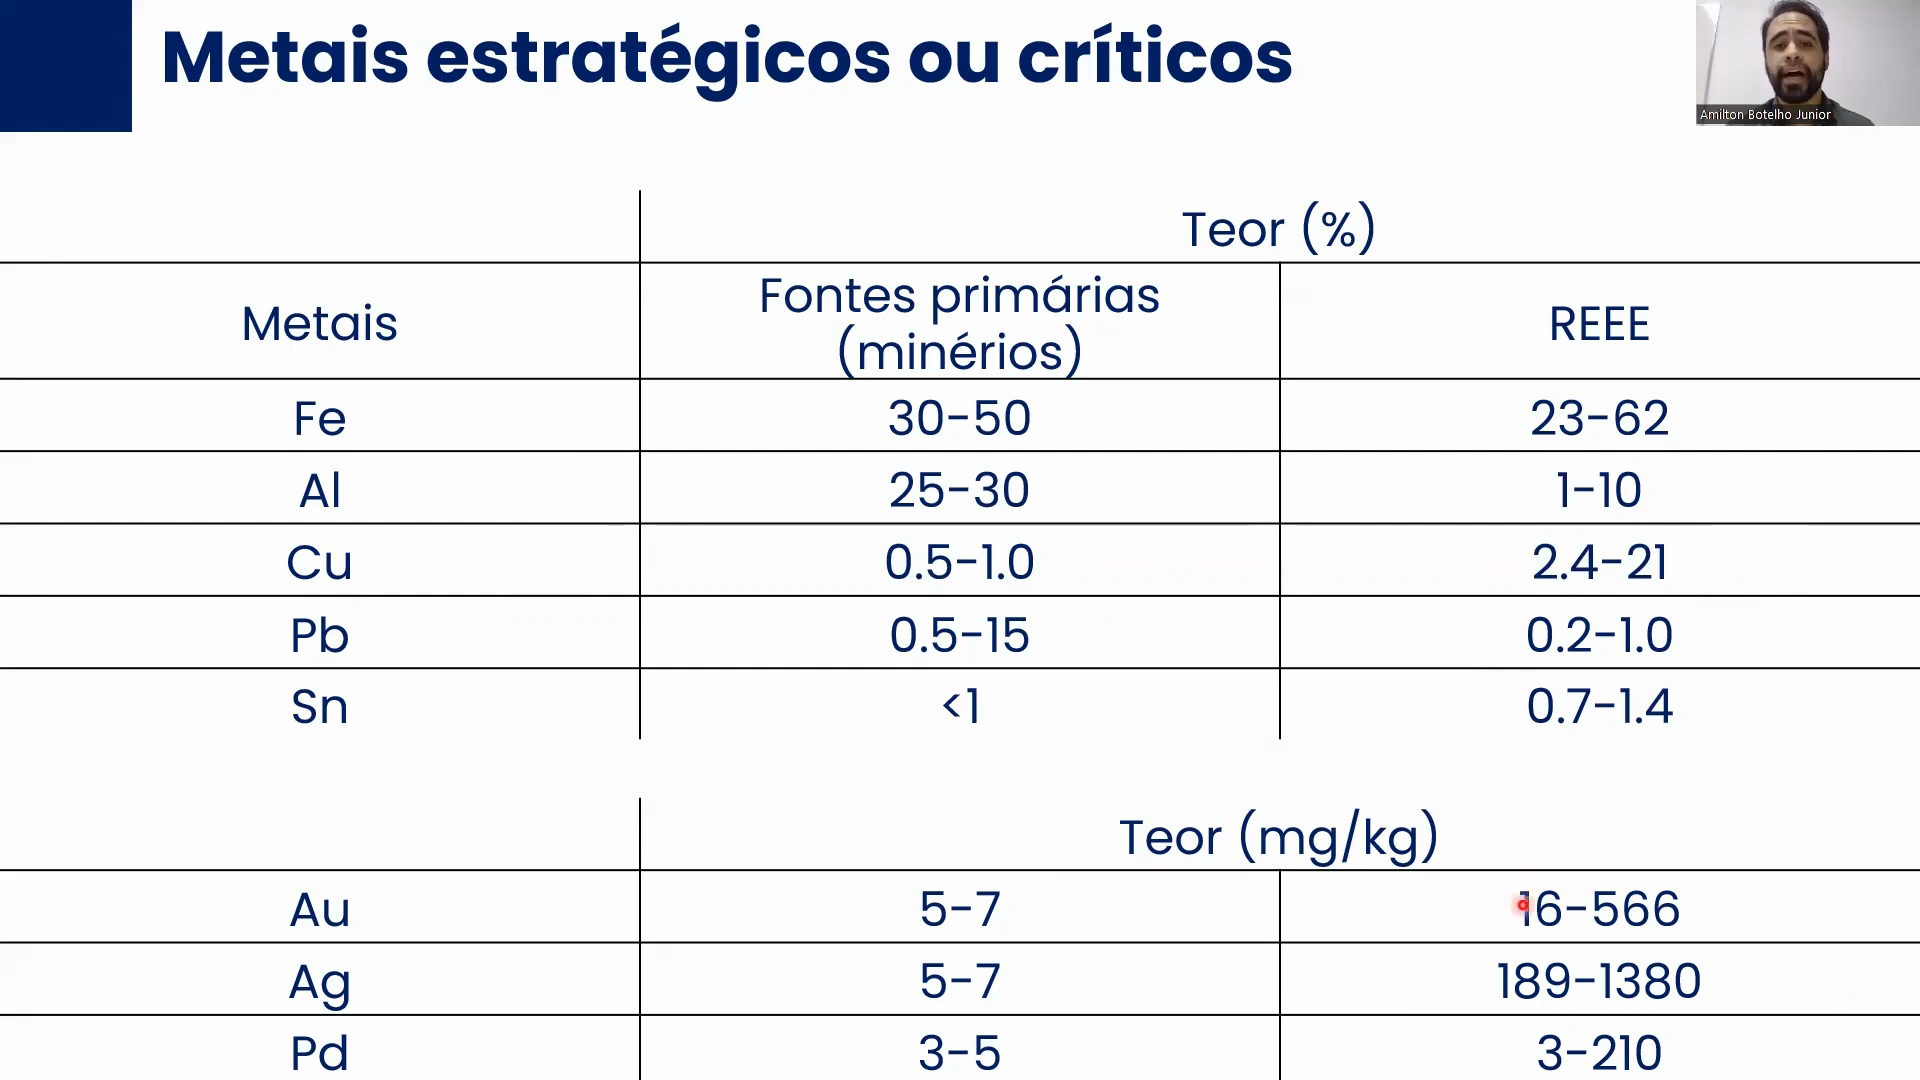 Metais estratégicos ou críticos
Amilton Botelho Junior
Teor (%)
Metais
Fontes primárias
(minérios)
REEE
Fe 30-50 23-62
Al 25-30 1-10
Cu 0.5-1.0 2.4-21
Pb 0.5-15 0.2-1.0
Sn <1 0.7-1.4
Teor (mg/kg)
Au 5-7 16-566
Ag 5-7 189-1380
Pd 3-5 3-210